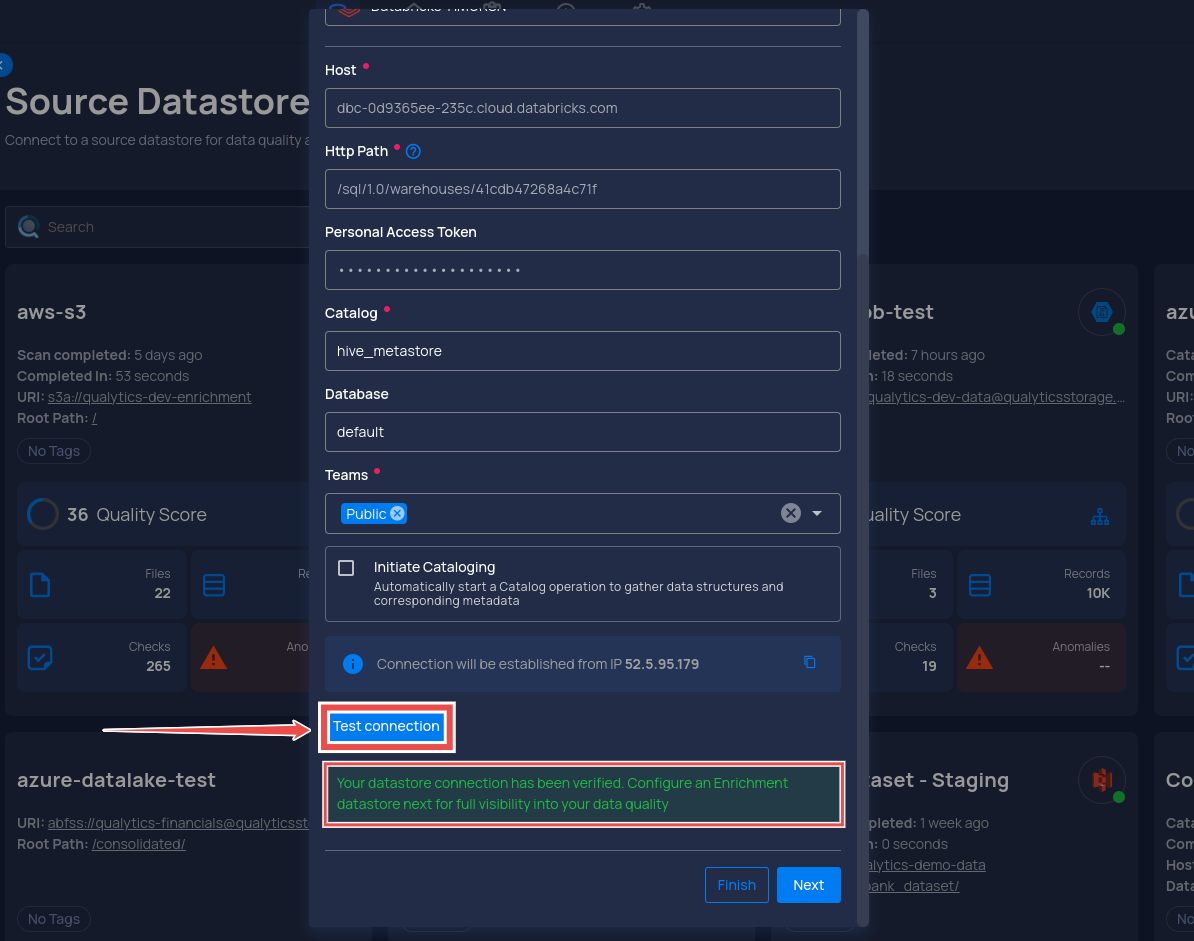 Source Datastore
Connect to a source datastore for data quality a
Search
aws-s3
Scan completed: 5 days ago
Completed In: 53 seconds
URI: s3a://qualytics-dev-enrichment
Root Path: /
No Tags
36 Quality Score
Files
22
Re
Checks
265
Ano
azure-datalake-test
URI: abfss://qualytics-financials@qualyticsst
Root Path: /consolidated/
No Tags
Host
dbc-0d9365ee-235c.cloud.databricks.com
Http Path
/sql/1.0/warehouses/41cdb47268a4c71f
Personal Access Token
Catalog
hive_metastore
Database
default
Teams
Public
Initiate Cataloging
Automatically start a Catalog operation to gather data structures and
corresponding metadata
Connection will be established from IP 52.5.95.179
Test connection
Your datastore connection has been verified. Configure an Enrichment
datastore next for full visibility into your data quality
Finish
Next
ob-test
leted: 7 hours ago
n: 18 seconds
qualytics-dev-data@qualyticsstorage....
uality Score
Files
3
Records
10K
Checks
19
Anomalies
--
taset - Staging
pleted: 1 week ago
n: 0 seconds
alytics-demo-data
bank_dataset/
azu
Cata
Com
URI:
Root
No
Co
Cata
Com
Host
Data
No